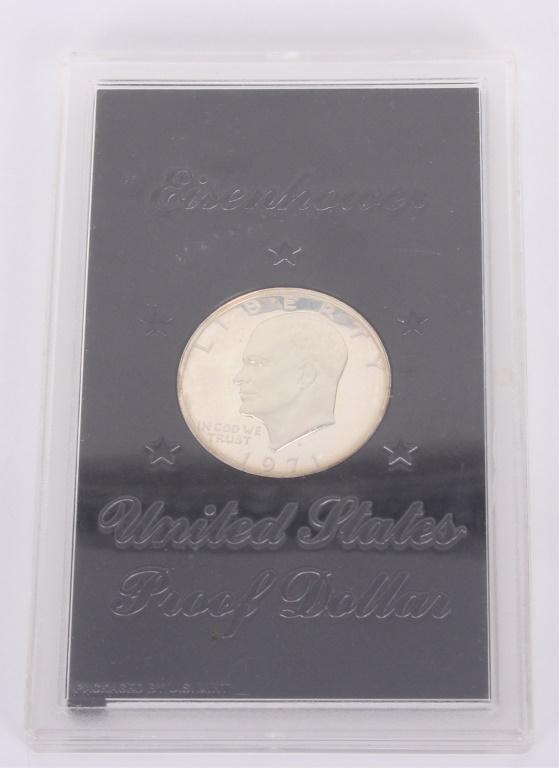 Eisenhower
LIBERTY
IN GOD WE
TRUST
1971
United States
Proof Dollar
PACKAGED BY U.S. MINT